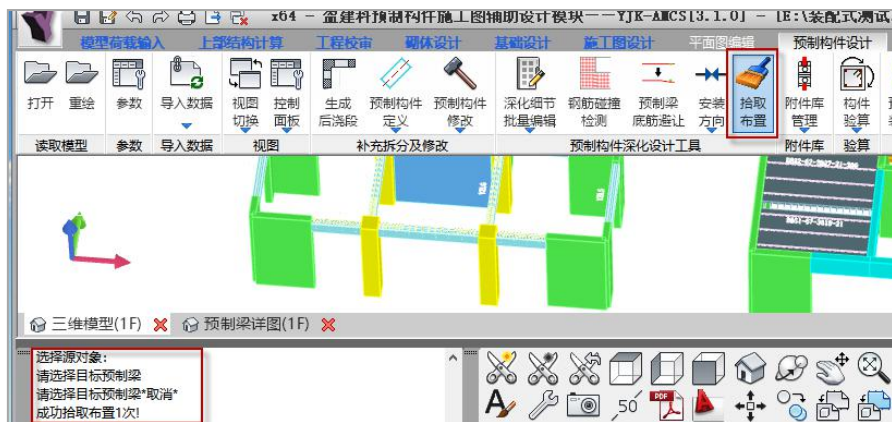 x64 - 盈建科预制构件施工图辅助设计模块——YJK-AMCS[3.1.0] - [E:\装配式测试
模型荷载输入 上部结构计算 工程校审 砌体设计 基础设计 施工图设计 平面图编辑 预制构件设计
打开 重绘 参数 导入数据 视图切换 控制面板 生成后浇段 预制构件定义 预制构件修改 深化细节批量编辑 钢筋碰撞检测 预制梁底筋避让 安装方向 拾取布置 附件库管理 构件验算
读取模型 参数 导入数据 视图 补充拆分及修改 预制构件深化设计工具 附件库 验算
三维模型(1F) 预制梁详图(1F)
选择源对象:
请选择目标预制梁
请选择目标预制梁*取消*
成功拾取布置1次!
50
PDF